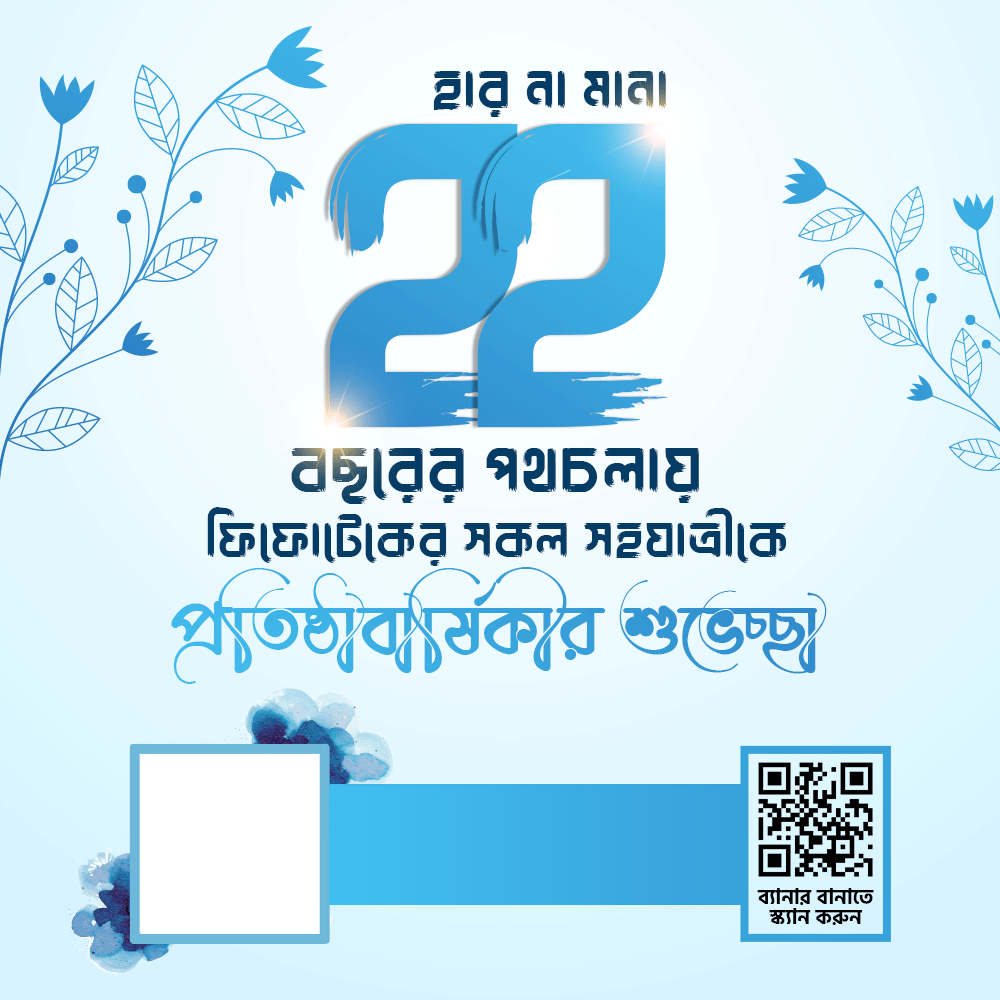 হার না মানা
22
বছরের পথচলায়
ফিফোটেকের সকল সহযাত্রীকে
প্রতিষ্ঠাবার্ষিকীর শুভেচ্ছা
ব্যানার বানাতে
স্ক্যান করুন